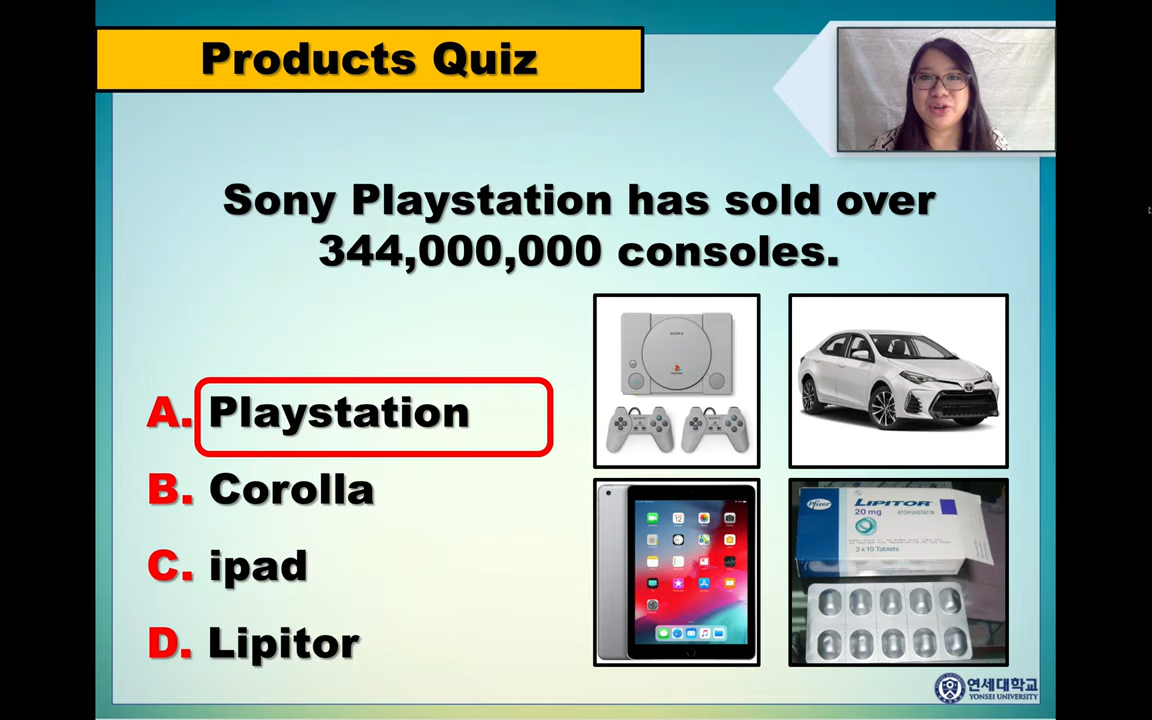 Products Quiz
Sony Playstation has sold over
344,000,000 consoles.
A. Playstation
B. Corolla
C. ipad
D. Lipitor
SONY
Pfizer
LIPITOR
20 mg
ATORVASTATIN
3 x 10 Tablets
연세대학교
YONSEI UNIVERSITY